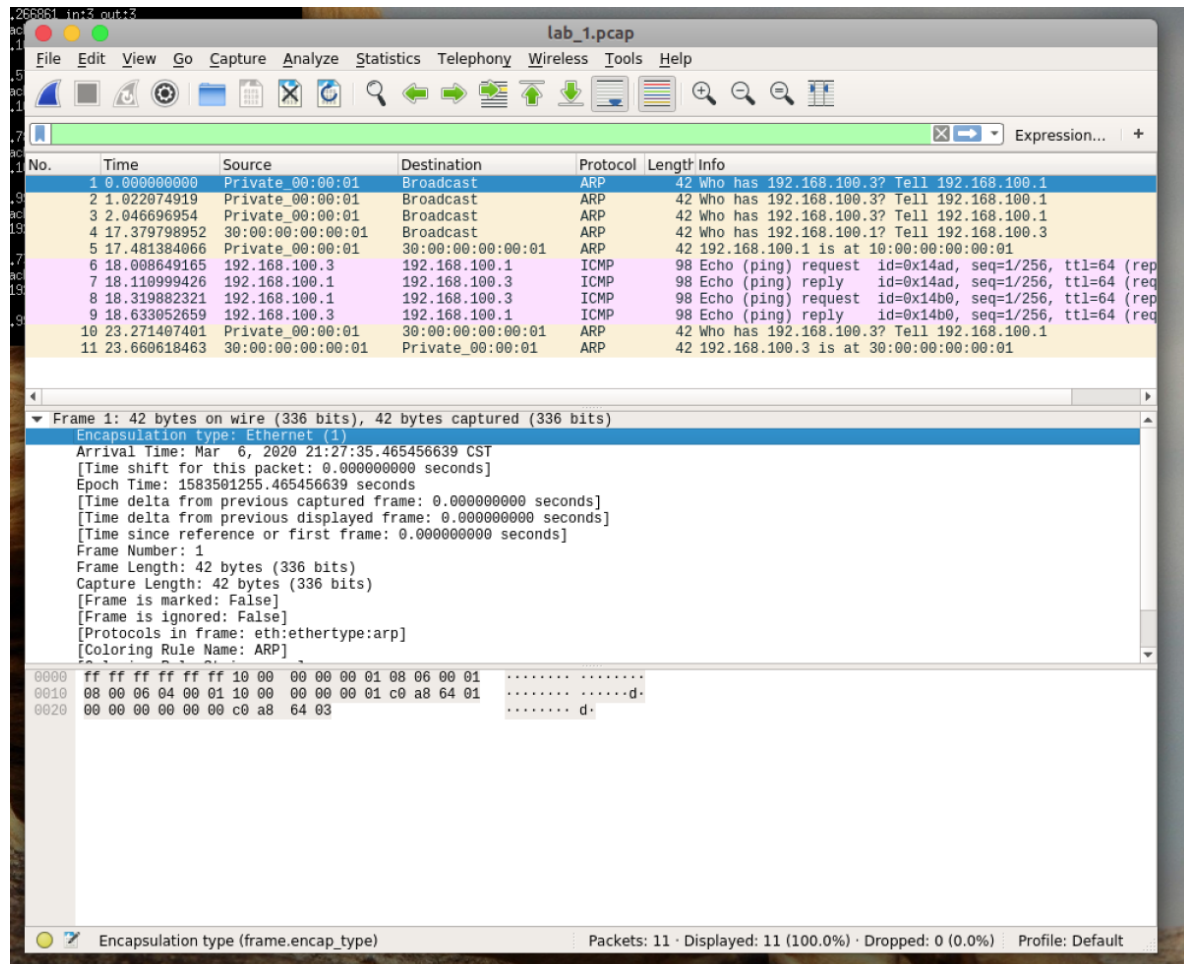 .266861 in:3 out:3
lab_1.pcap
File Edit View Go Capture Analyze Statistics Telephony Wireless Tools Help
Expression... +
No. Time Source Destination Protocol Length Info
1 0.000000000 Private_00:00:01 Broadcast ARP 42 Who has 192.168.100.3? Tell 192.168.100.1
2 1.022074919 Private_00:00:01 Broadcast ARP 42 Who has 192.168.100.3? Tell 192.168.100.1
3 2.046696954 Private_00:00:01 Broadcast ARP 42 Who has 192.168.100.3? Tell 192.168.100.1
4 17.379798952 30:00:00:00:00:01 Broadcast ARP 42 Who has 192.168.100.1? Tell 192.168.100.3
5 17.481384066 Private_00:00:01 30:00:00:00:00:01 ARP 42 192.168.100.1 is at 10:00:00:00:00:01
6 18.008649165 192.168.100.3 192.168.100.1 ICMP 98 Echo (ping) request id=0x14ad, seq=1/256, ttl=64 (rep
7 18.110999426 192.168.100.1 192.168.100.3 ICMP 98 Echo (ping) reply id=0x14ad, seq=1/256, ttl=64 (req
8 18.319882321 192.168.100.1 192.168.100.3 ICMP 98 Echo (ping) request id=0x14b0, seq=1/256, ttl=64 (rep
9 18.633052659 192.168.100.3 192.168.100.1 ICMP 98 Echo (ping) reply id=0x14b0, seq=1/256, ttl=64 (req
10 23.271407401 Private_00:00:01 30:00:00:00:00:01 ARP 42 Who has 192.168.100.3? Tell 192.168.100.1
11 23.660618463 30:00:00:00:00:01 Private_00:00:01 ARP 42 192.168.100.3 is at 30:00:00:00:00:01
Frame 1: 42 bytes on wire (336 bits), 42 bytes captured (336 bits)
Encapsulation type: Ethernet (1)
Arrival Time: Mar 6, 2020 21:27:35.465456639 CST
[Time shift for this packet: 0.000000000 seconds]
Epoch Time: 1583501255.465456639 seconds
[Time delta from previous captured frame: 0.000000000 seconds]
[Time delta from previous displayed frame: 0.000000000 seconds]
[Time since reference or first frame: 0.000000000 seconds]
Frame Number: 1
Frame Length: 42 bytes (336 bits)
Capture Length: 42 bytes (336 bits)
[Frame is marked: False]
[Frame is ignored: False]
[Protocols in frame: eth:ethertype:arp]
[Coloring Rule Name: ARP]
0000 ff ff ff ff ff ff 10 00 00 00 00 01 08 06 00 01 ········ ········
0010 08 00 06 04 00 01 10 00 00 00 00 01 c0 a8 64 01 ········ ······d·
0020 00 00 00 00 00 00 c0 a8 64 03 ········ d·
Encapsulation type (frame.encap_type) Packets: 11 · Displayed: 11 (100.0%) · Dropped: 0 (0.0%) Profile: Default